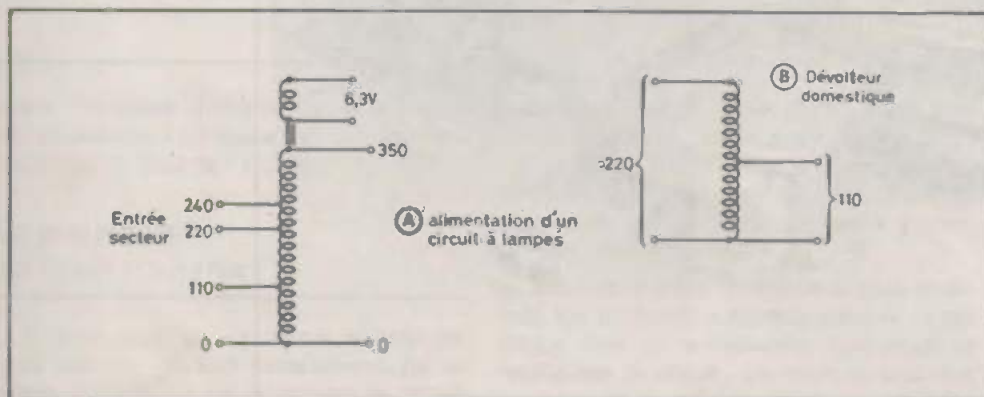 6,3V
350
Entrée
secteur
240
220
110
0
0
A alimentation d'un
circuit à lampes
B Dévolteur
domestique
220
110